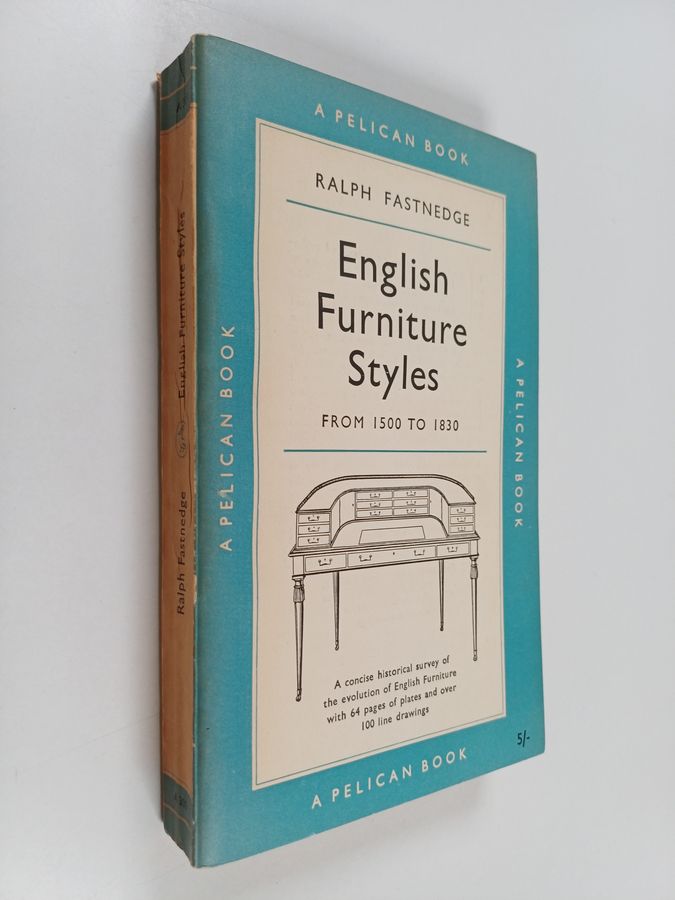 A PELICAN BOOK
RALPH FASTNEDGE
English
Furniture
Styles
FROM 1500 TO 1830
A concise historical survey of
the evolution of English Furniture
with 64 pages of plates and over
100 line drawings
5/-
A PELICAN BOOK
A PELICAN BOOK
A PELICAN BOOK
Ralph Fastnedge
English Furniture Styles